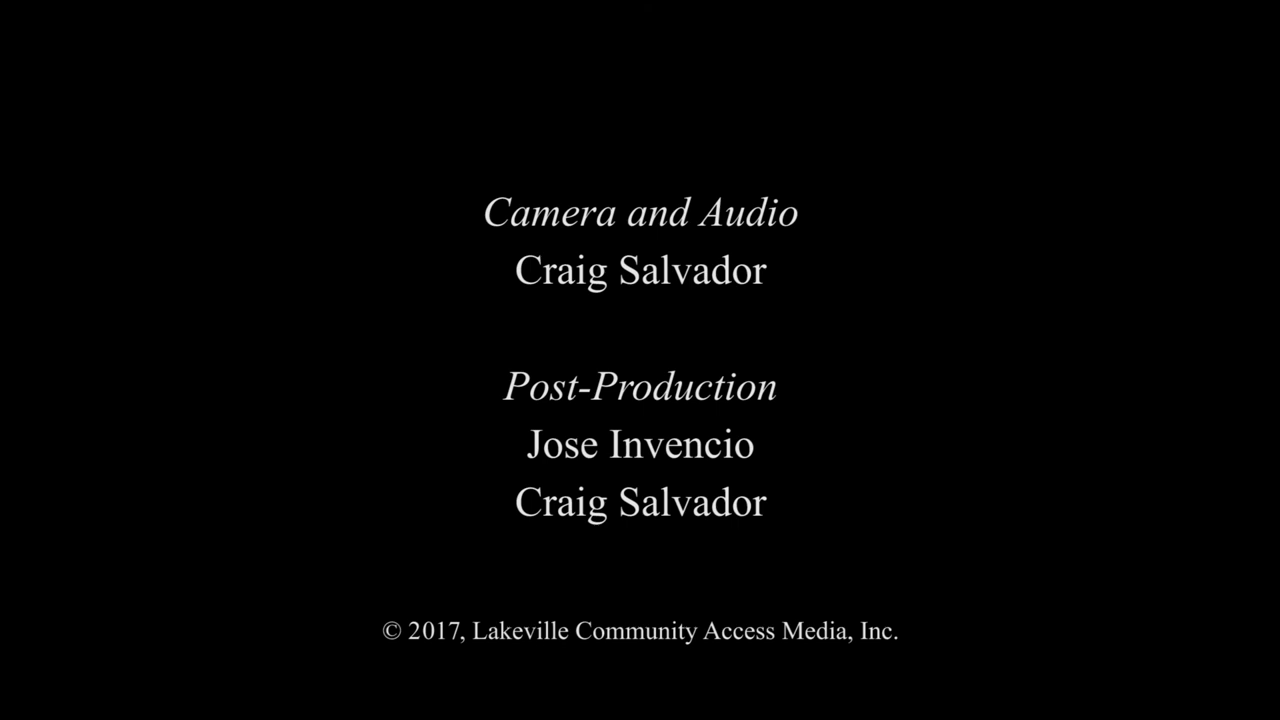 Camera and Audio
Craig Salvador
Post-Production
Jose Invencio
Craig Salvador
© 2017, Lakeville Community Access Media, Inc.